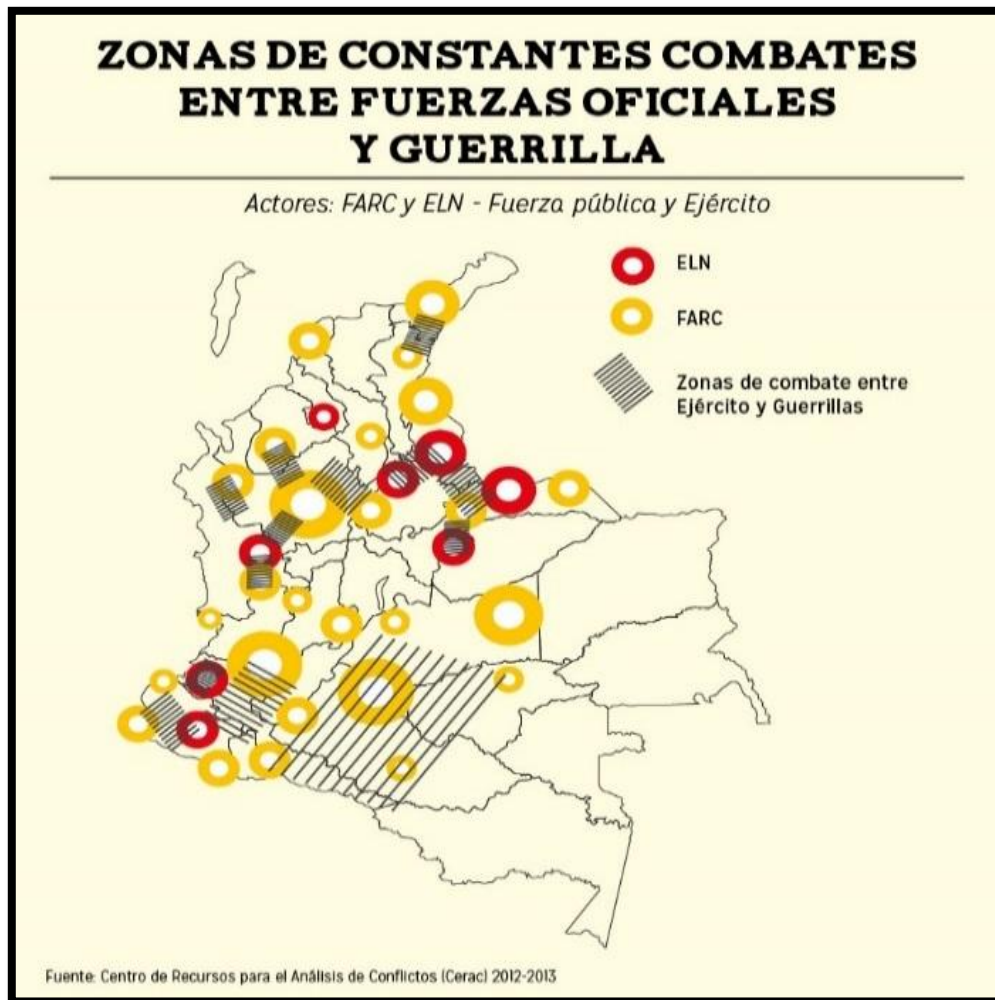 ZONAS DE CONSTANTES COMBATES
ENTRE FUERZAS OFICIALES
Y GUERRILLA
Actores: FARC y ELN - Fuerza pública y Ejército
ELN
FARC
Zonas de combate entre
Ejército y Guerrillas
Fuente: Centro de Recursos para el Análisis de Conflictos (Cerac) 2012-2013